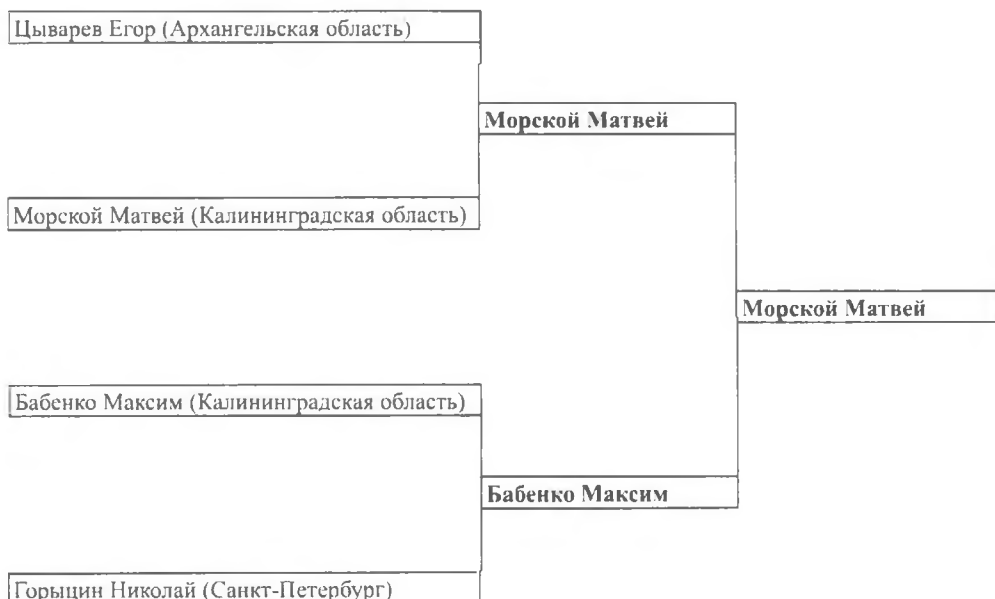 Цыварев Егор (Архангельская область)
Морской Матвей
Морской Матвей (Калининградская область)
Морской Матвей
Бабенко Максим (Калининградская область)
Бабенко Максим
Горыцин Николай (Санкт-Петербург)